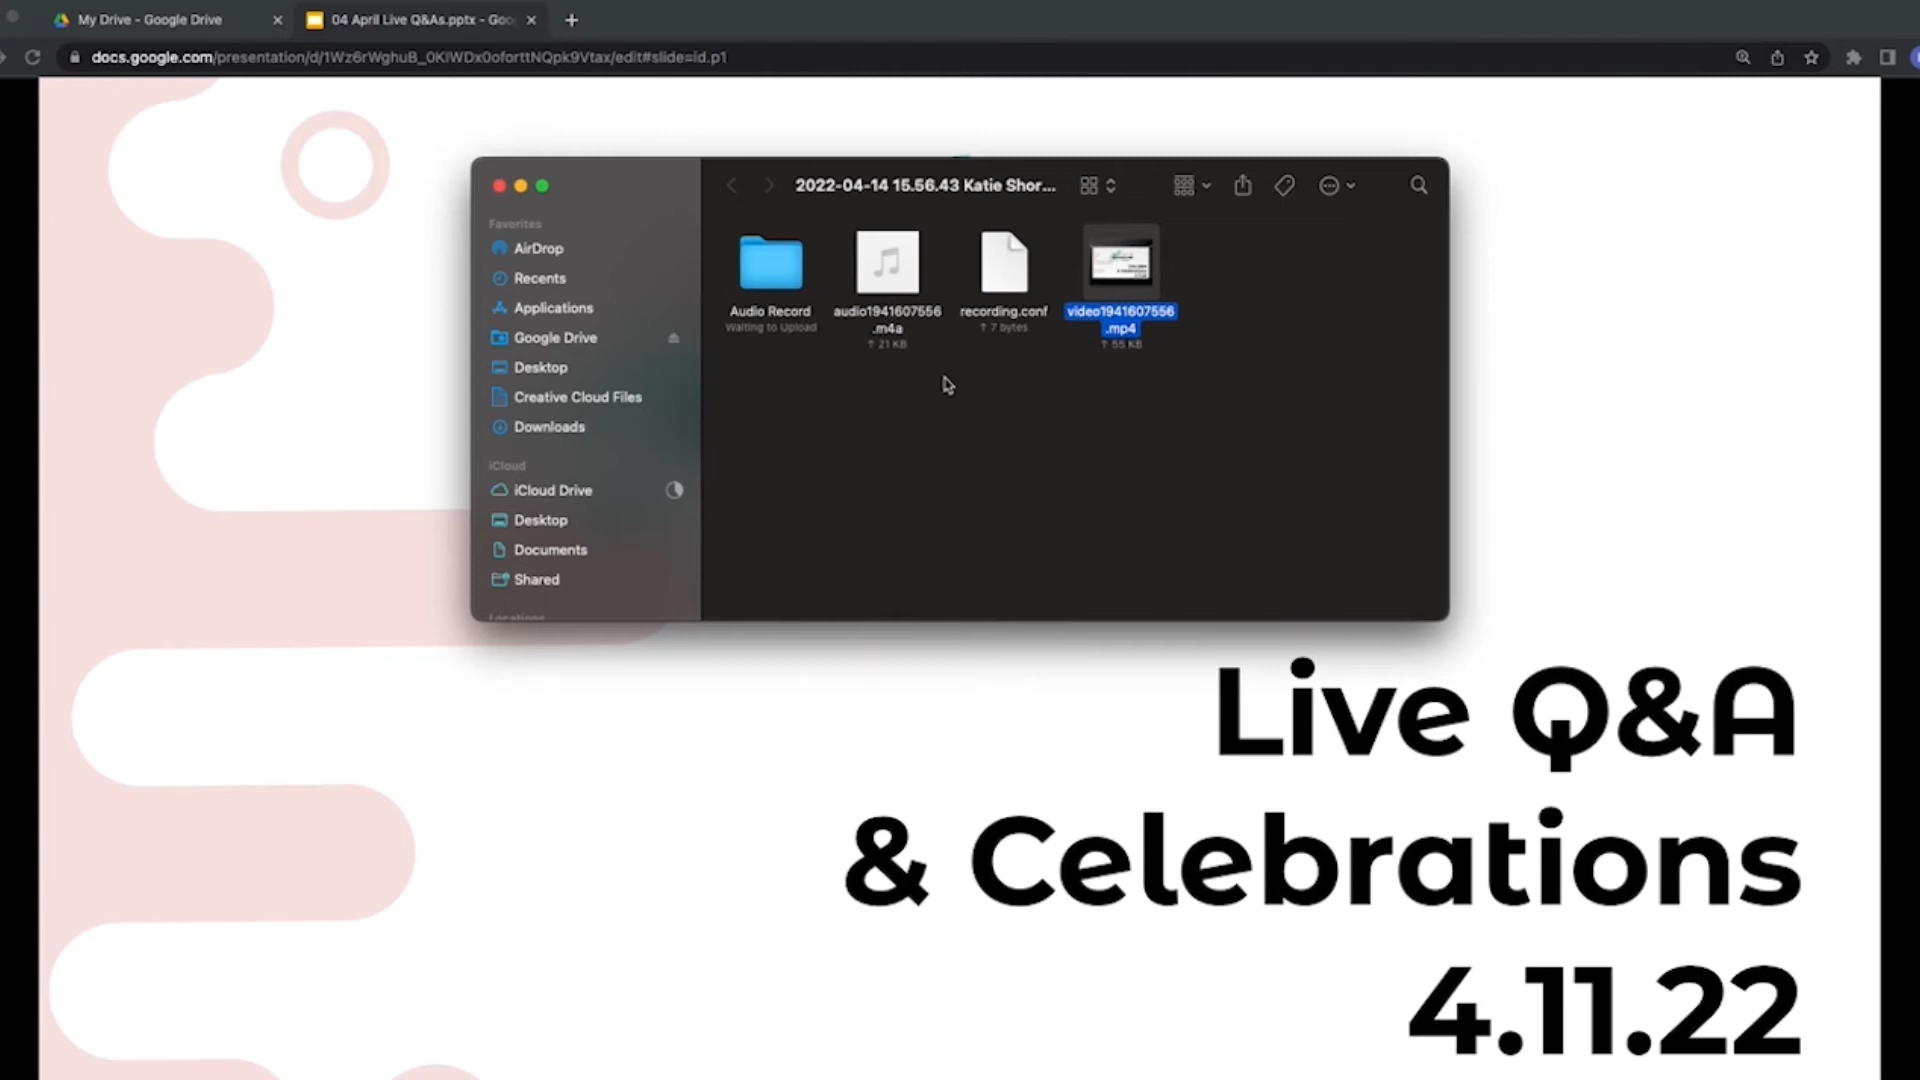 My Drive - Google Drive
04 April Live Q&As.pptx - Goo
docs.google.com/presentation/d/1Wz6rWghuB_0KIWDx0oforttNQpk9Vtax/edit#slide=id.p1
2022-04-14 15.56.43 Katie Shor...
Favorites
AirDrop
Recents
Applications
Google Drive
Desktop
Creative Cloud Files
Downloads
iCloud
iCloud Drive
Desktop
Documents
Shared
Locations
Audio Record
Waiting to Upload
audio1941607556
.m4a
↑ 21 KB
recording.conf
↑ 7 bytes
video1941607556
.mp4
↑ 55 KB
Live Q&A
& Celebrations
4.11.22